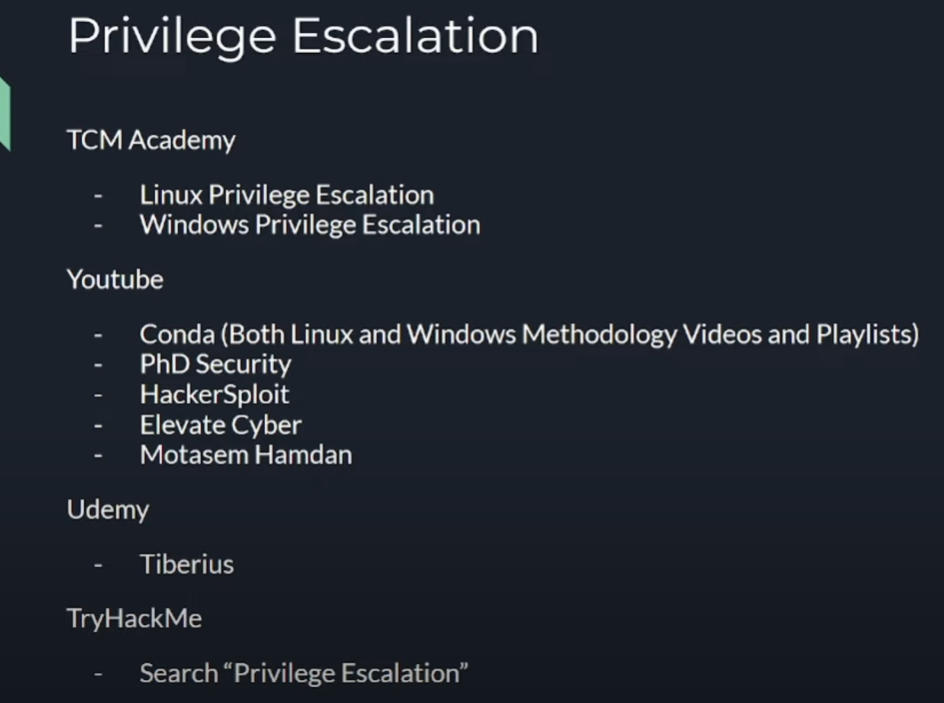 Privilege Escalation
TCM Academy
- Linux Privilege Escalation
- Windows Privilege Escalation
Youtube
- Conda (Both Linux and Windows Methodology Videos and Playlists)
- PhD Security
- HackerSploit
- Elevate Cyber
- Motasem Hamdan
Udemy
- Tiberius
TryHackMe
- Search “Privilege Escalation”